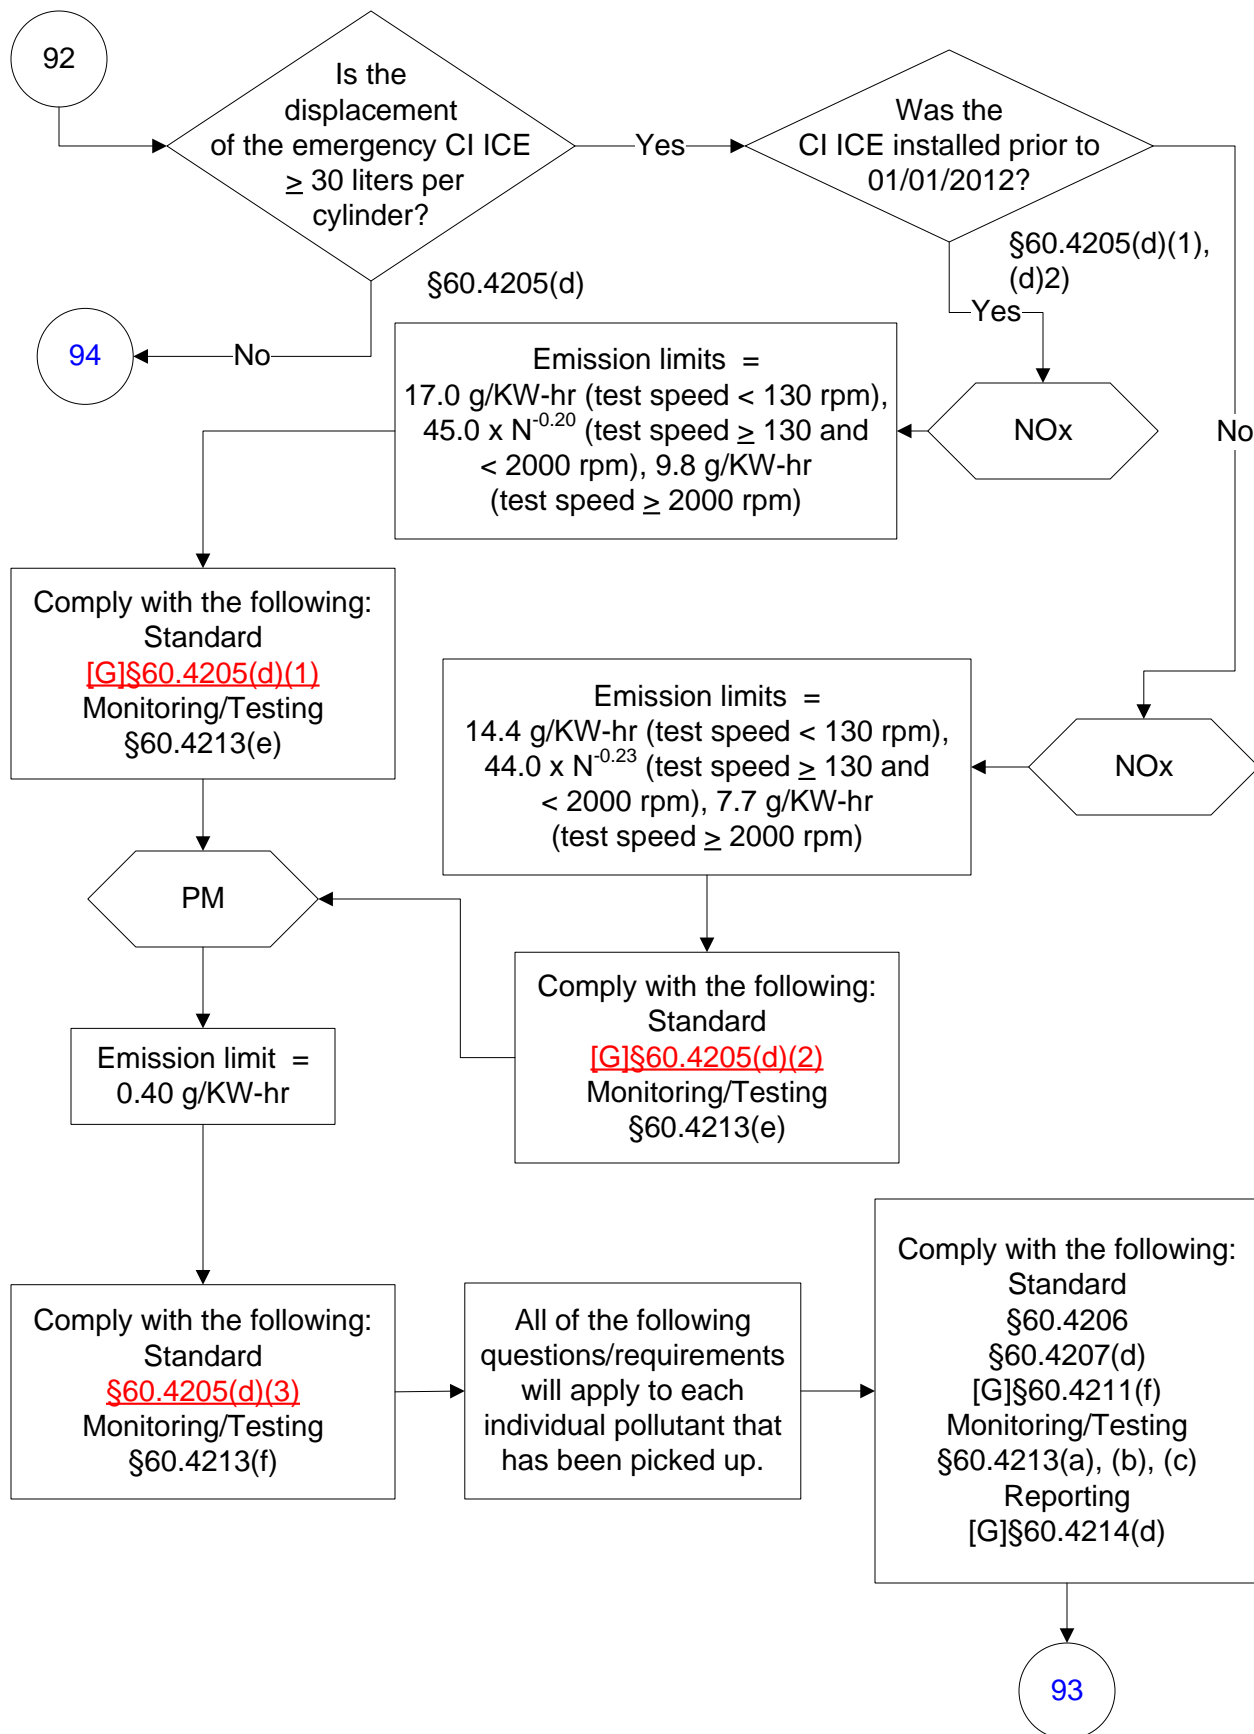 92
Is the
displacement
of the emergency CI ICE
≥ 30 liters per
cylinder?
Yes
Was the
CI ICE installed prior to
01/01/2012?
§60.4205(d)
§60.4205(d)(1),
(d)2)
Yes
No
94
No
Emission limits =
17.0 g/KW-hr (test speed < 130 rpm),
45.0 x N^-0.20 (test speed ≥ 130 and
< 2000 rpm), 9.8 g/KW-hr
(test speed ≥ 2000 rpm)
NOx
Comply with the following:
Standard
[G]§60.4205(d)(1)
Monitoring/Testing
§60.4213(e)
Emission limits =
14.4 g/KW-hr (test speed < 130 rpm),
44.0 x N^-0.23 (test speed ≥ 130 and
< 2000 rpm), 7.7 g/KW-hr
(test speed ≥ 2000 rpm)
NOx
PM
Comply with the following:
Standard
[G]§60.4205(d)(2)
Monitoring/Testing
§60.4213(e)
Emission limit =
0.40 g/KW-hr
Comply with the following:
Standard
§60.4205(d)(3)
Monitoring/Testing
§60.4213(f)
All of the following
questions/requirements
will apply to each
individual pollutant that
has been picked up.
Comply with the following:
Standard
§60.4206
§60.4207(d)
[G]§60.4211(f)
Monitoring/Testing
§60.4213(a), (b), (c)
Reporting
[G]§60.4214(d)
93